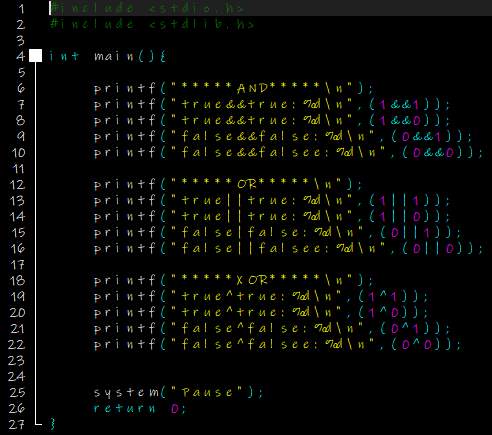 1 #include <stdio.h>
2 #include <stdlib.h>
3
4 int main(){
5
6 printf("*****AND*****\n");
7 printf("true&&true: %d\n",(1&&1));
8 printf("true&&true: %d\n",(1&&0));
9 printf("false&&false: %d\n",(0&&1));
10 printf("false&&falsee: %d\n",(0&&0));
11
12 printf("*****OR*****\n");
13 printf("true||true: %d\n",(1||1));
14 printf("true||true: %d\n",(1||0));
15 printf("false|false: %d\n",(0||1));
16 printf("false||falsee: %d\n",(0||0));
17
18 printf("*****XOR*****\n");
19 printf("true^true: %d\n",(1^1));
20 printf("true^true: %d\n",(1^0));
21 printf("false^false: %d\n",(0^1));
22 printf("false^falsee: %d\n",(0^0));
23
24
25 system("Pause");
26 return 0;
27 }